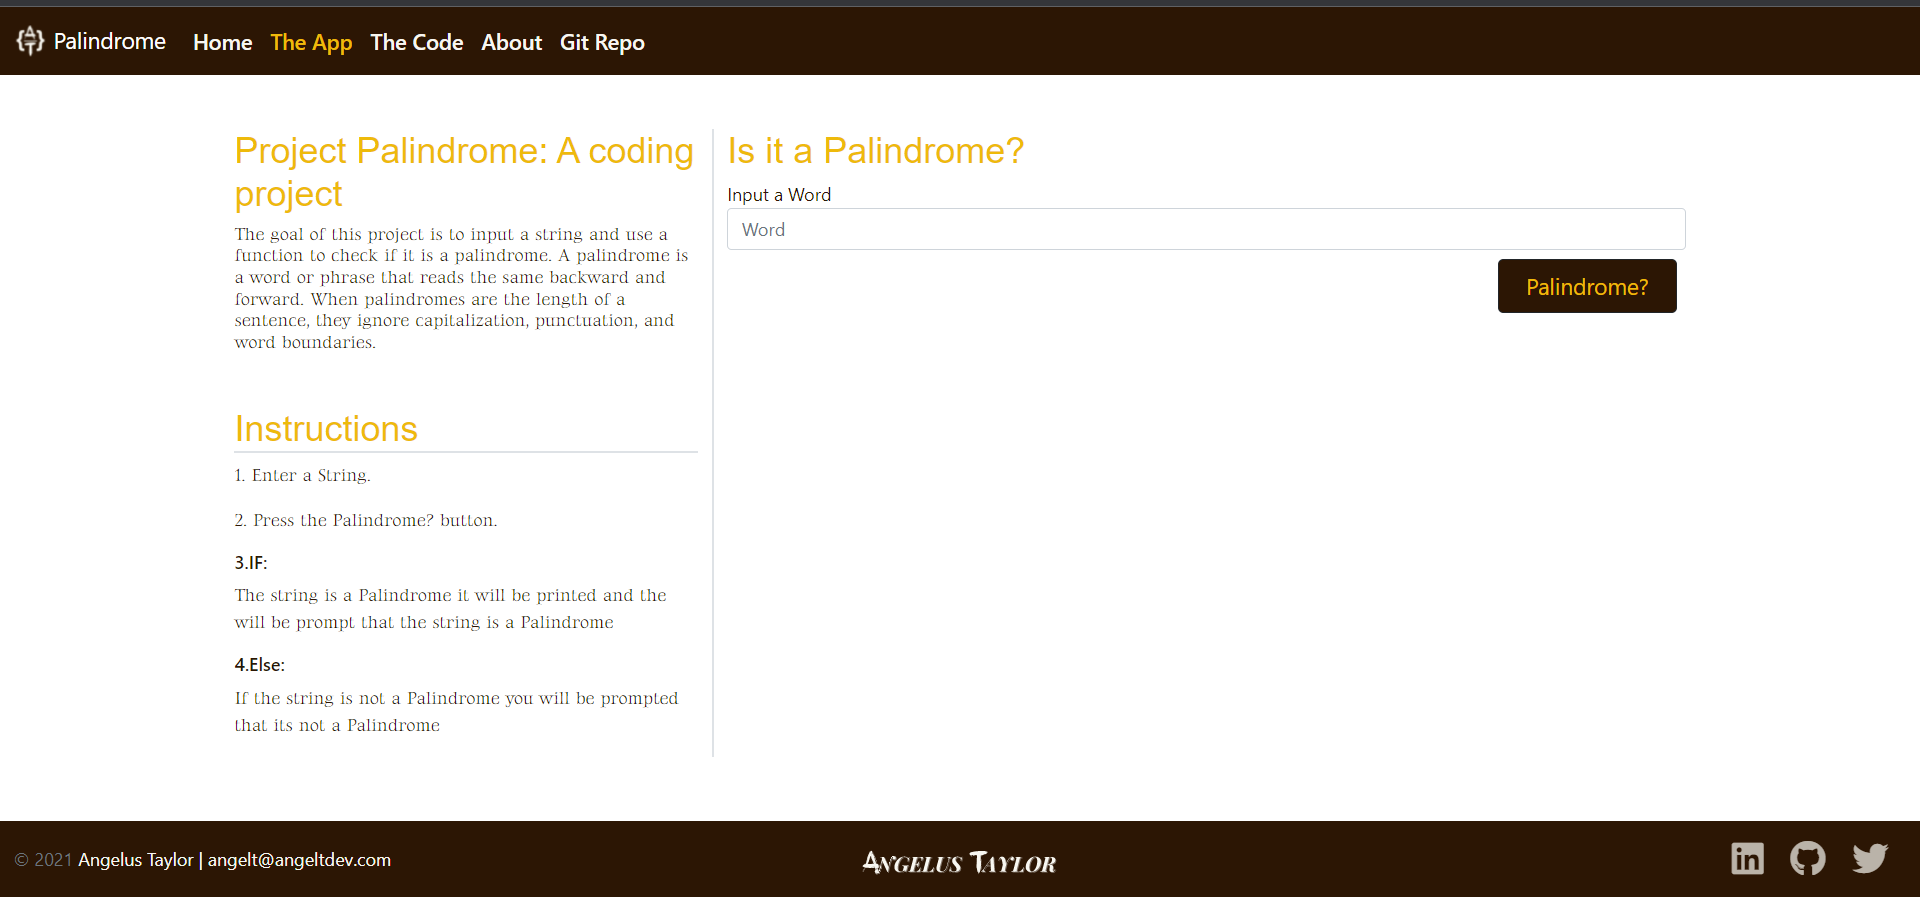 Palindrome Home The App The Code About Git Repo
Project Palindrome: A coding
project
The goal of this project is to input a string and use a
function to check if it is a palindrome. A palindrome is
a word or phrase that reads the same backward and
forward. When palindromes are the length of a
sentence, they ignore capitalization, punctuation, and
word boundaries.
Instructions
1. Enter a String.
2. Press the Palindrome? button.
3.IF:
The string is a Palindrome it will be printed and the
will be prompt that the string is a Palindrome
4.Else:
If the string is not a Palindrome you will be prompted
that its not a Palindrome
Is it a Palindrome?
Input a Word
Word
Palindrome?
© 2021 Angelus Taylor | angelt@angeltdev.com
Angelus Taylor
in